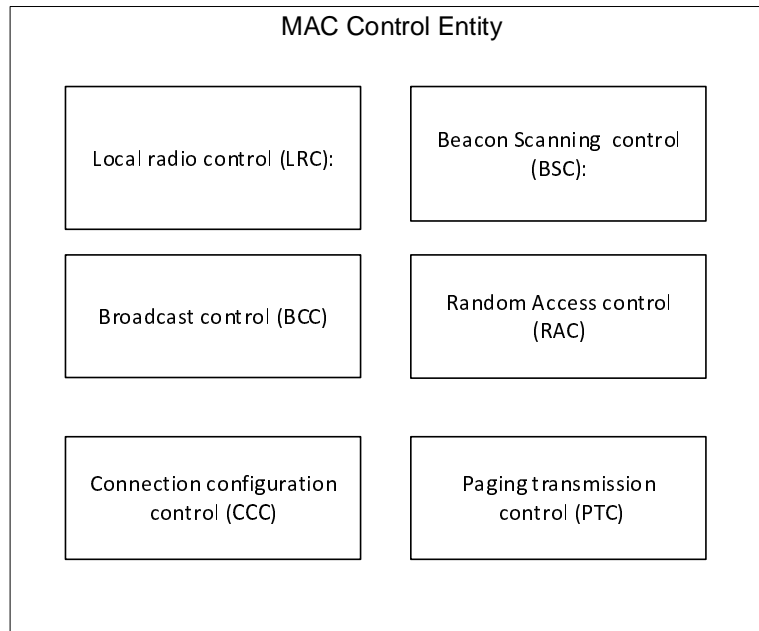 MAC Control Entity
Local radio control (LRC):
Beacon Scanning control
(BSC):
Broadcast control (BCC)
Random Access control
(RAC)
Connection configuration
control (CCC)
Paging transmission
control (PTC)